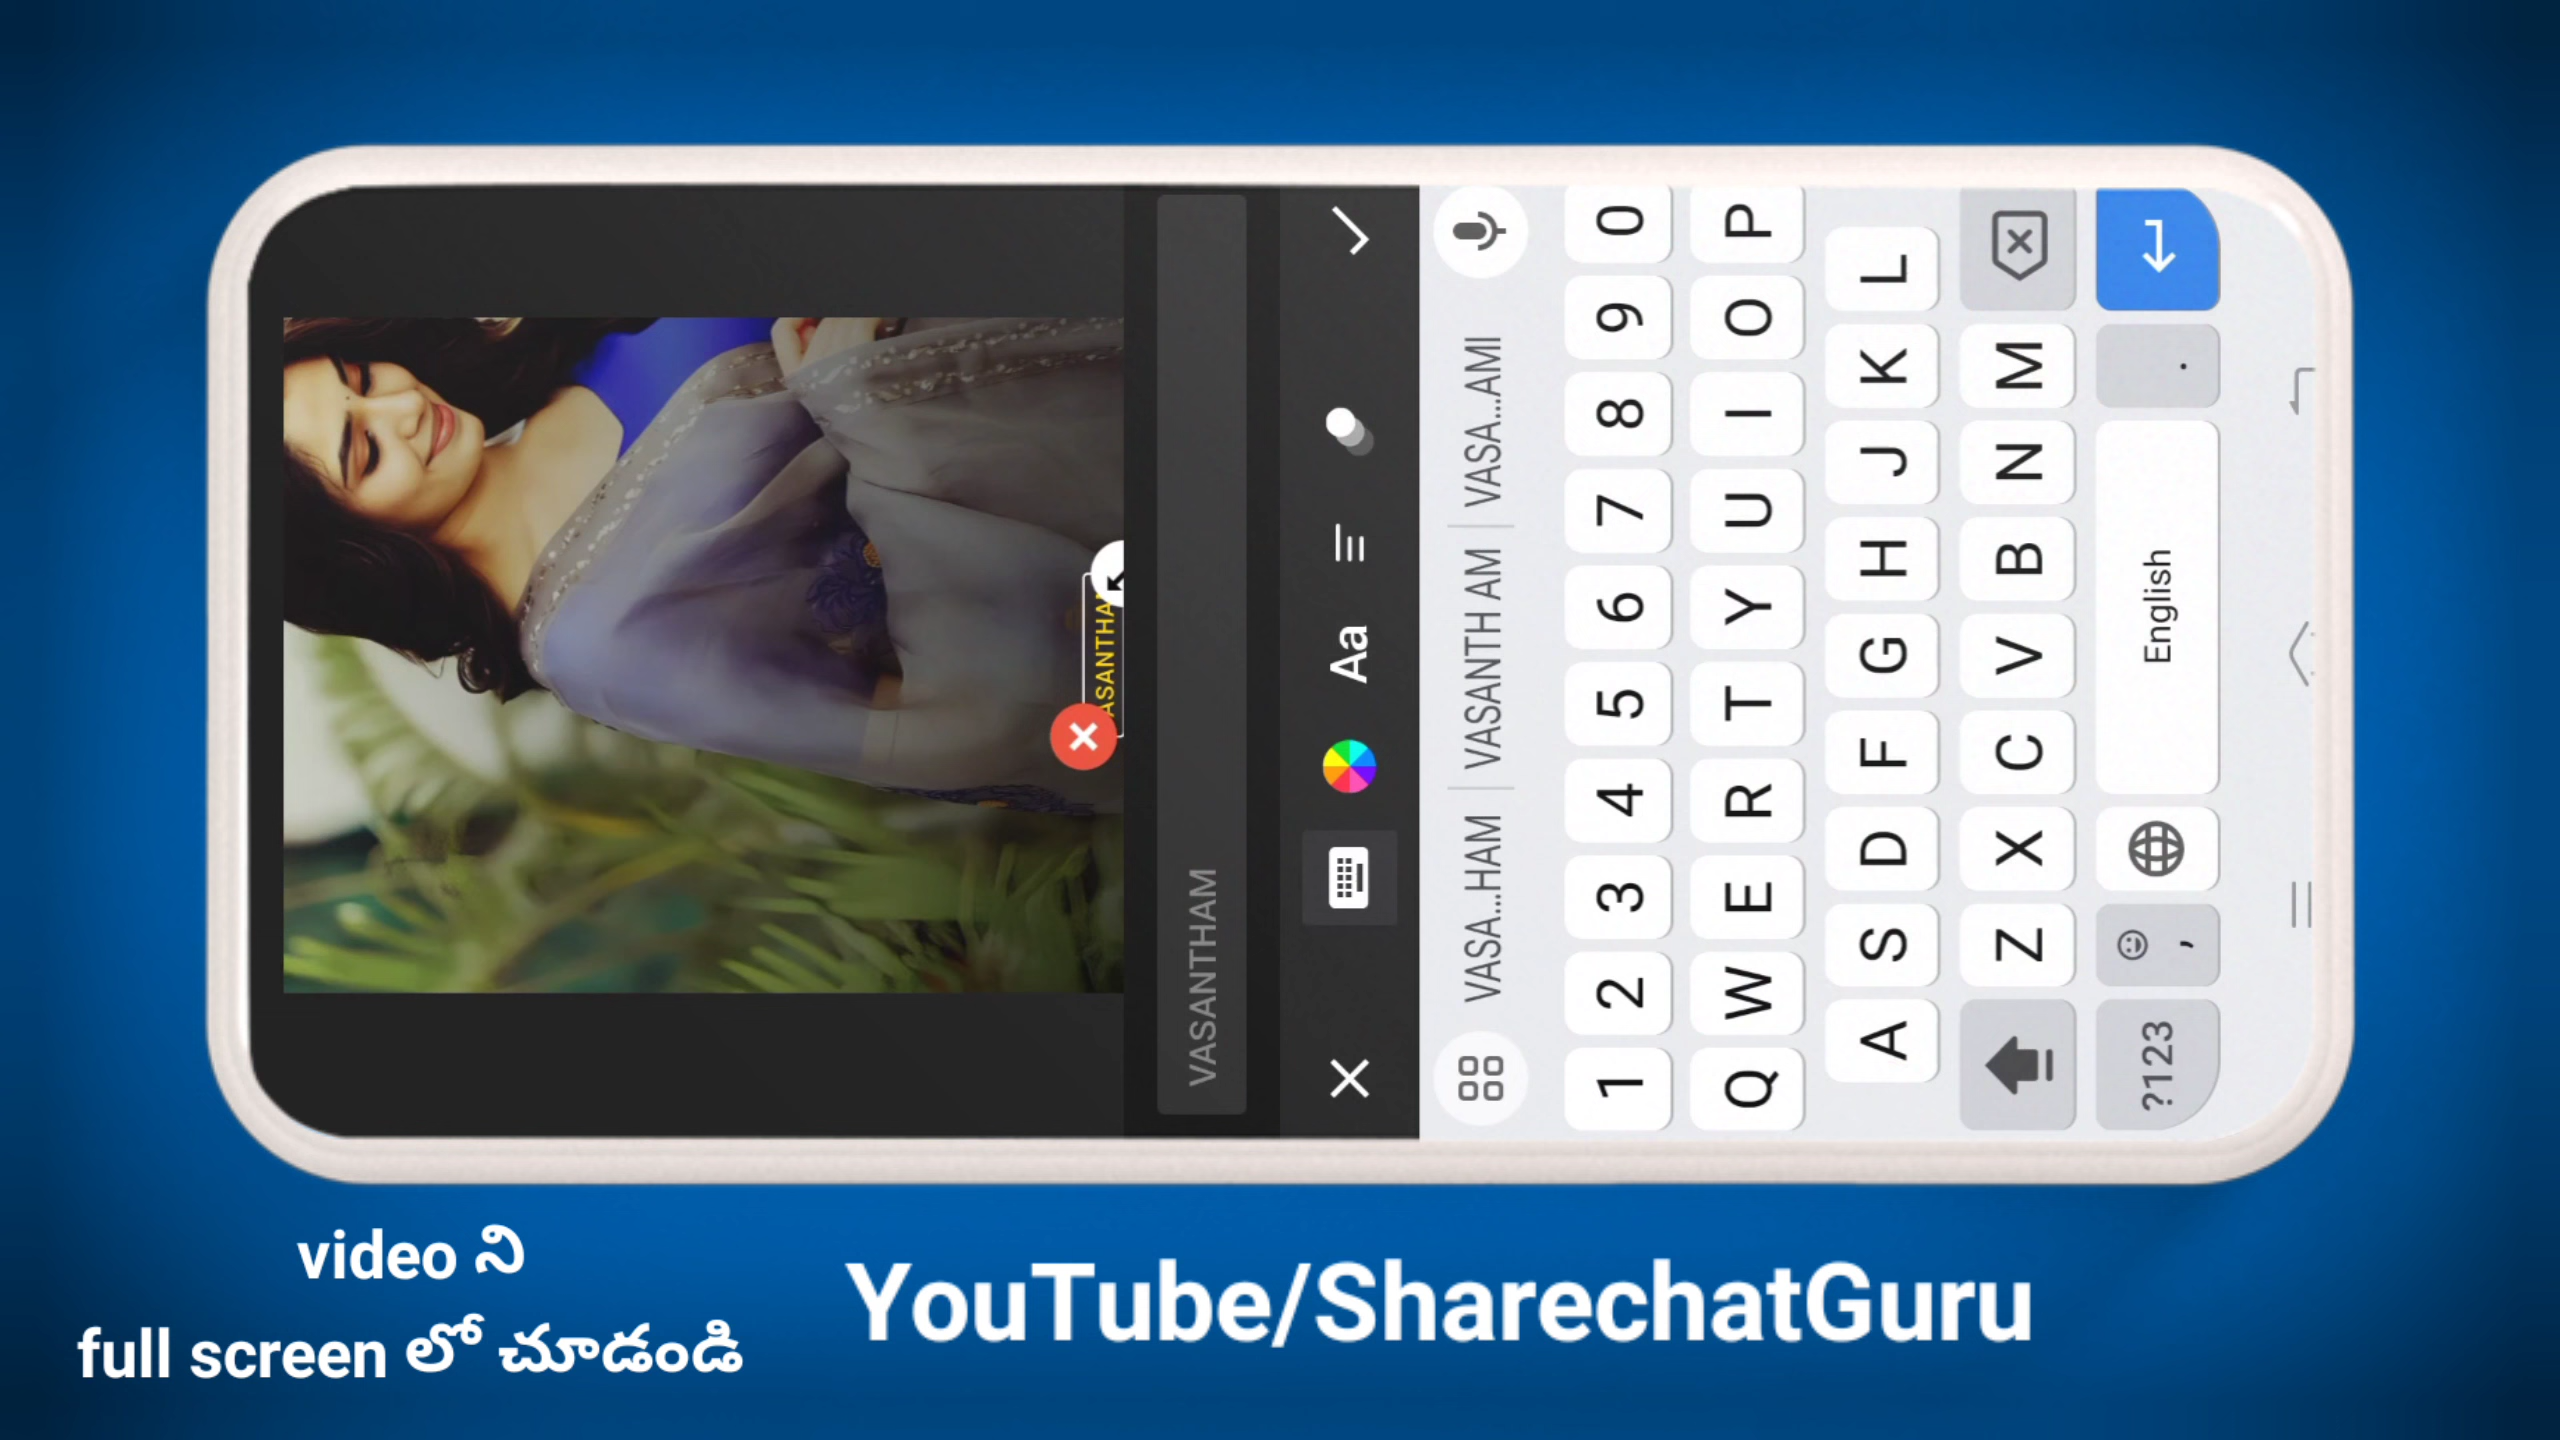 ASANTHA
VASANTHAM
Aa
VASA...HAM
VASANTH AM
VASA...AMI
1 2 3 4 5 6 7 8 9 0
Q W E R T Y U I O P
A S D F G H J K L
Z X C V B N M
?123 , English .
video ని
full screen లో చూడండి
YouTube/SharechatGuru